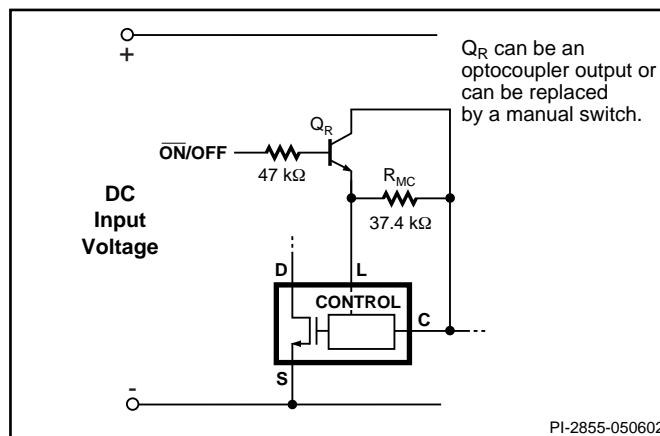 +
Q_R can be an
optocoupler output or
can be replaced
by a manual switch.
Q_R
O̅N̅/OFF
47 kΩ
R_MC
37.4 kΩ
DC
Input
Voltage
D
L
CONTROL
C
S
-
PI-2855-050602